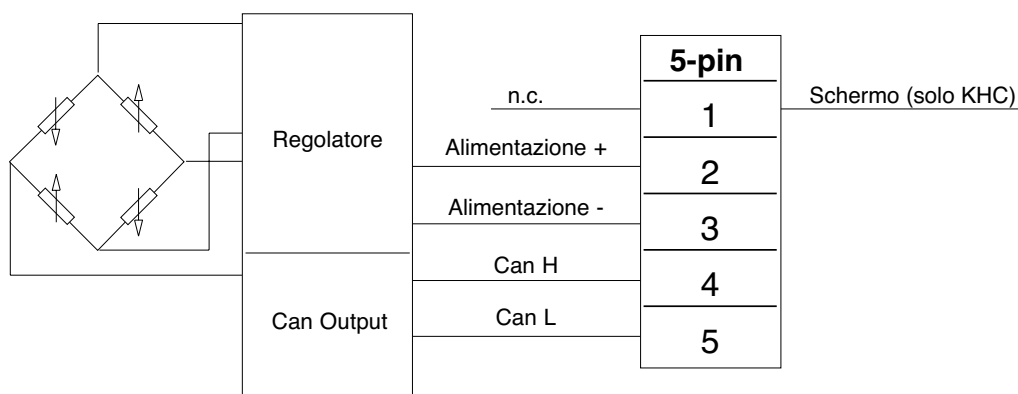 Regolatore
Can Output
n.c.
Alimentazione +
Alimentazione -
Can H
Can L
5-pin
1
2
3
4
5
Schermo (solo KHC)